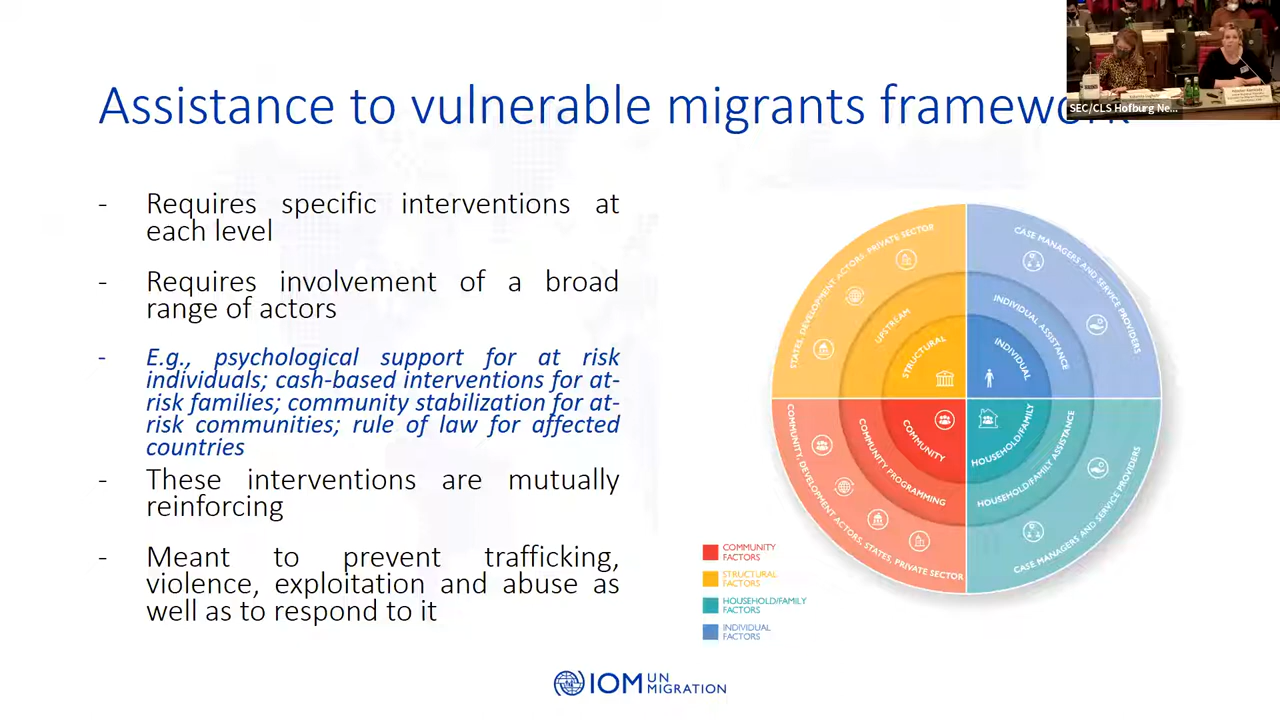 Assistance to vulnerable migrants framework
SEC/CLS Hofburg Ne...
- Requires specific interventions at
each level
- Requires involvement of a broad
range of actors
- E.g., psychological support for at risk
individuals; cash-based interventions for at-
risk families; community stabilization for at-
risk communities; rule of law for affected
countries
- These interventions are mutually
reinforcing
- Meant to prevent trafficking,
violence, exploitation and abuse as
well as to respond to it
STATES, DEVELOPMENT ACTORS, PRIVATE SECTOR
UPSTREAM
STRUCTURAL
CASE MANAGERS AND SERVICE PROVIDERS
INDIVIDUAL ASSISTANCE
INDIVIDUAL
COMMUNITY
COMMUNITY PROGRAMMING
COMMUNITY, DEVELOPMENT ACTORS, STATES, PRIVATE SECTOR
HOUSEHOLD/FAMILY
HOUSEHOLD/FAMILY ASSISTANCE
CASE MANAGERS AND SERVICE PROVIDERS
COMMUNITY
FACTORS
STRUCTURAL
FACTORS
HOUSEHOLD/FAMILY
FACTORS
INDIVIDUAL
FACTORS
IOM UN
MIGRATION